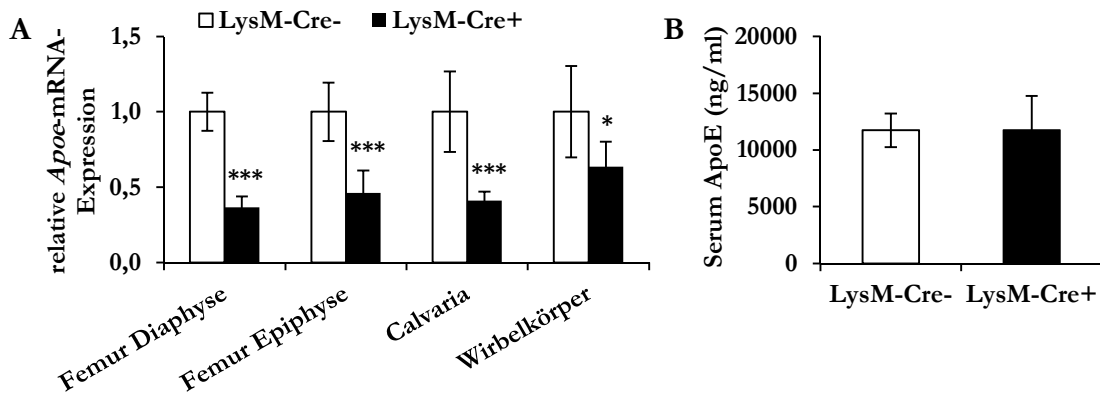 A
LysM-Cre- LysM-Cre+
relative Apoe-mRNA-
Expression
1,5
1,0
0,5
0,0
***
***
***
*
Femur Diaphyse
Femur Epiphyse
Calvaria
Wirbelkörper
B
Serum ApoE (ng/ml)
20000
15000
10000
5000
0
LysM-Cre- LysM-Cre+